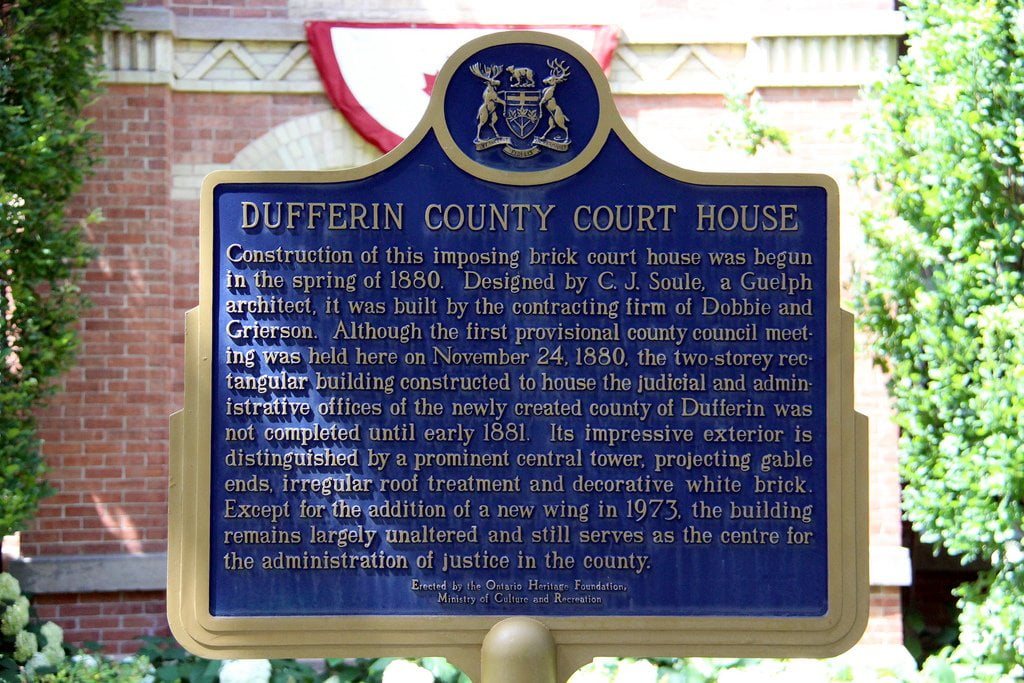 DUFFERIN COUNTY COURT HOUSE
Construction of this imposing brick court house was begun
in the spring of 1880. Designed by C. J. Soule, a Guelph
architect, it was built by the contracting firm of Dobbie and
Grierson. Although the first provisional county council meet-
ing was held here on November 24, 1880, the two-storey rec-
tangular building constructed to house the judicial and admin-
istrative offices of the newly created county of Dufferin was
not completed until early 1881. Its impressive exterior is
distinguished by a prominent central tower, projecting gable
ends, irregular roof treatment and decorative white brick.
Except for the addition of a new wing in 1973, the building
remains largely unaltered and still serves as the centre for
the administration of justice in the county.
Erected by the Ontario Heritage Foundation,
Ministry of Culture and Recreation